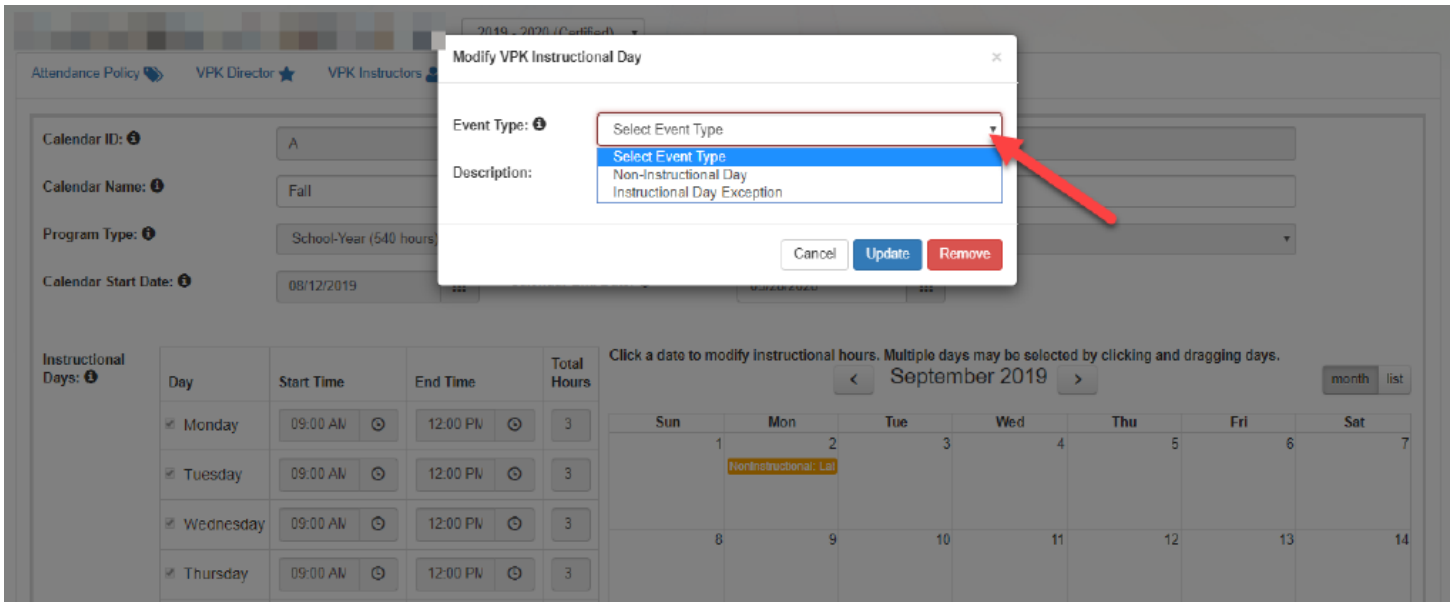 2019 - 2020 (Certified)
Attendance Policy VPK Director VPK Instructors
Modify VPK Instructional Day ×
Event Type: Select Event Type
Select Event Type
Non-Instructional Day
Instructional Day Exception
Description:
Cancel Update Remove
Calendar ID: A
Calendar Name: Fall
Program Type: School-Year (540 hours)
Calendar Start Date: 08/12/2019
Instructional Days:
Day Start Time End Time Total Hours
Monday 09:00 AM 12:00 PM 3
Tuesday 09:00 AM 12:00 PM 3
Wednesday 09:00 AM 12:00 PM 3
Thursday 09:00 AM 12:00 PM 3
Click a date to modify instructional hours. Multiple days may be selected by clicking and dragging days.
< September 2019 > month list
Sun Mon Tue Wed Thu Fri Sat
1 2 3 4 5 6 7
NonInstructional: Lal
8 9 10 11 12 13 14